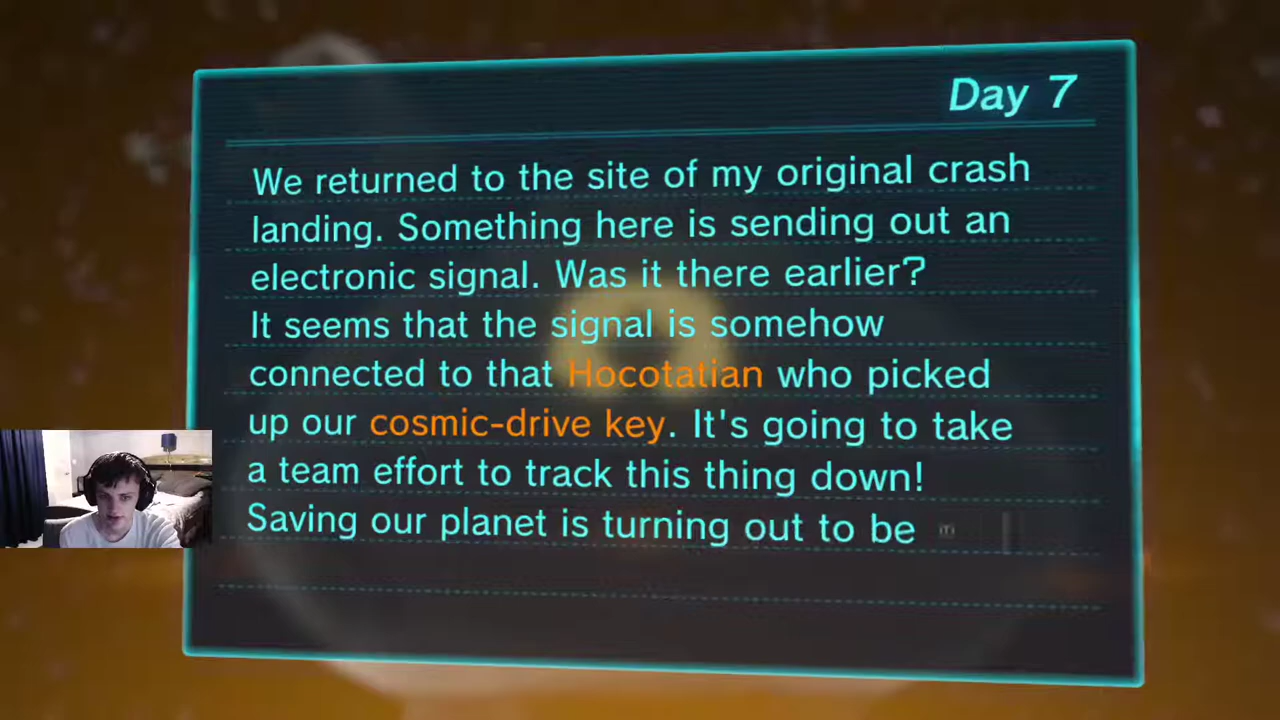 Day 7
We returned to the site of my original crash
landing. Something here is sending out an
electronic signal. Was it there earlier?
It seems that the signal is somehow
connected to that Hocotatian who picked
up our cosmic-drive key. It's going to take
a team effort to track this thing down!
Saving our planet is turning out to be